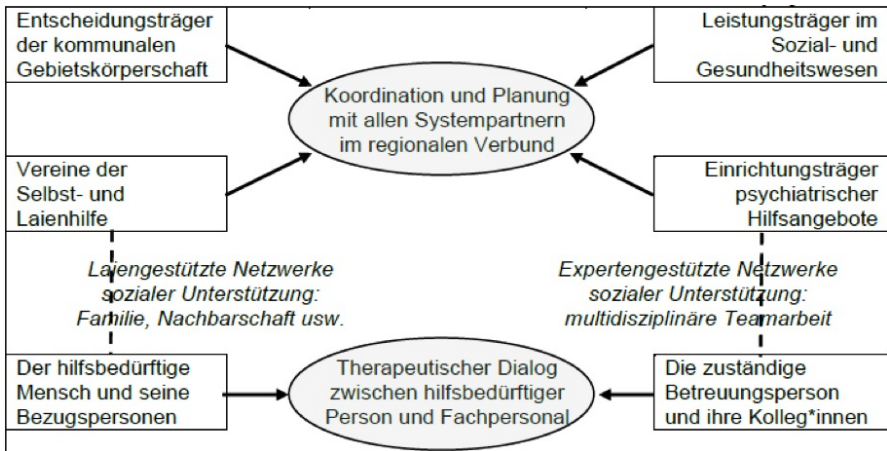 Entscheidungsträger
der kommunalen
Gebietskörperschaft
Leistungsträger im
Sozial- und
Gesundheitswesen
Koordination und Planung
mit allen Systempartnern
im regionalen Verbund
Vereine der
Selbst- und
Laienhilfe
Einrichtungsträger
psychiatrischer
Hilfsangebote
Laiengestützte Netzwerke
sozialer Unterstützung:
Familie, Nachbarschaft usw.
Expertengestützte Netzwerke
sozialer Unterstützung:
multidisziplinäre Teamarbeit
Der hilfsbedürftige
Mensch und seine
Bezugspersonen
Therapeutischer Dialog
zwischen hilfsbedürftiger
Person und Fachpersonal
Die zuständige
Betreuungsperson
und ihre Kolleg*innen